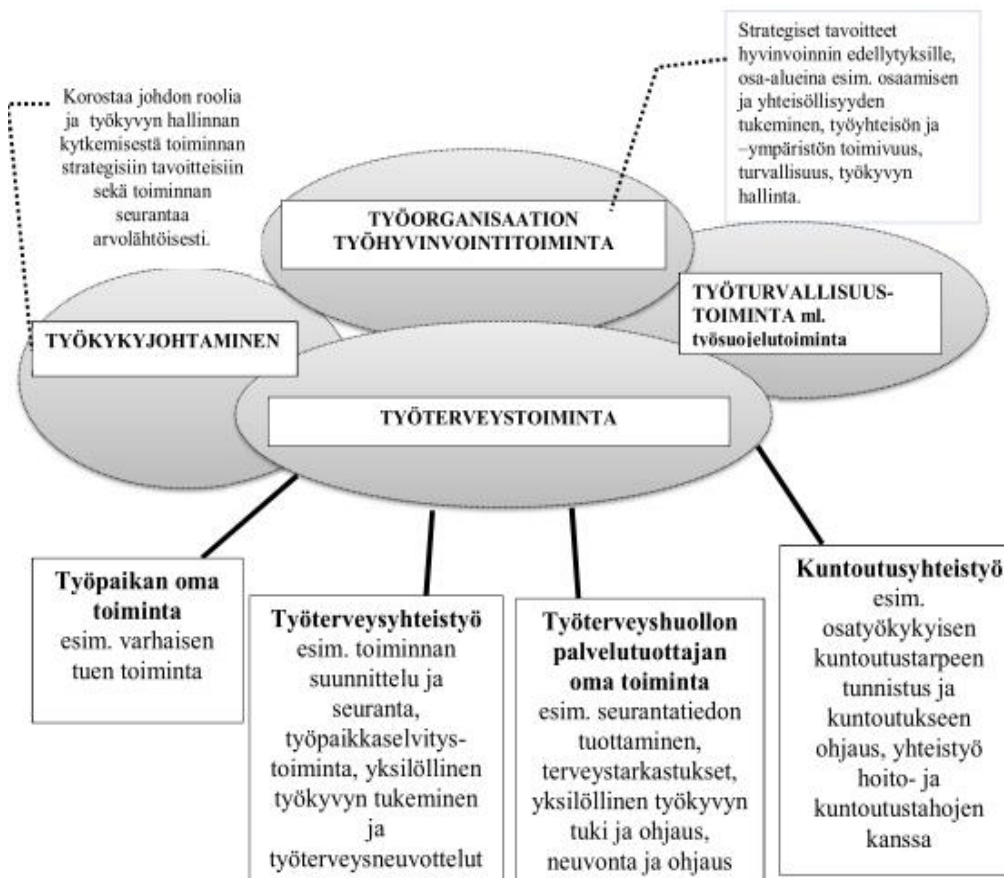 Korostaa johdon roolia
ja työkyvyn hallinnan
kytkemisestä toiminnan
strategisiin tavoitteisiin
sekä toiminnan
seurantaa
arvolähtöisesti.
Strategiset tavoitteet
hyvinvoinnin edellytyksille,
osa-alueina esim. osaamisen
ja yhteisöllisyyden
tukeminen, työyhteisön ja
–ympäristön toimivuus,
turvallisuus, työkyvyn
hallinta.
TYÖORGANISAATION
TYÖHYVINVOINTITOIMINTA
TYÖKYKYJOHTAMINEN
TYÖTURVALLISUUS-
TOIMINTA ml.
työsuojelutoiminta
TYÖTERVEYSTOIMINTA
Työpaikan oma
toiminta
esim. varhaisen
tuen toiminta
Työterveysyhteistyö
esim. toiminnan
suunnittelu ja
seuranta,
työpaikkaselvitys-
toiminta, yksilöllinen
työkyvyn tukeminen
ja
työterveysneuvottelut
Työterveyshuollon
palvelutuottajan
oma toiminta
esim. seurantatiedon
tuottaminen,
terveystarkastukset,
yksilöllinen työkyvyn
tuki ja ohjaus,
neuvonta ja ohjaus
Kuntoutusyhteistyö
esim.
osatyökykyisen
kuntoutustarpeen
tunnistus ja
kuntoutukseen
ohjaus, yhteistyö
hoito- ja
kuntoutustahojen
kanssa